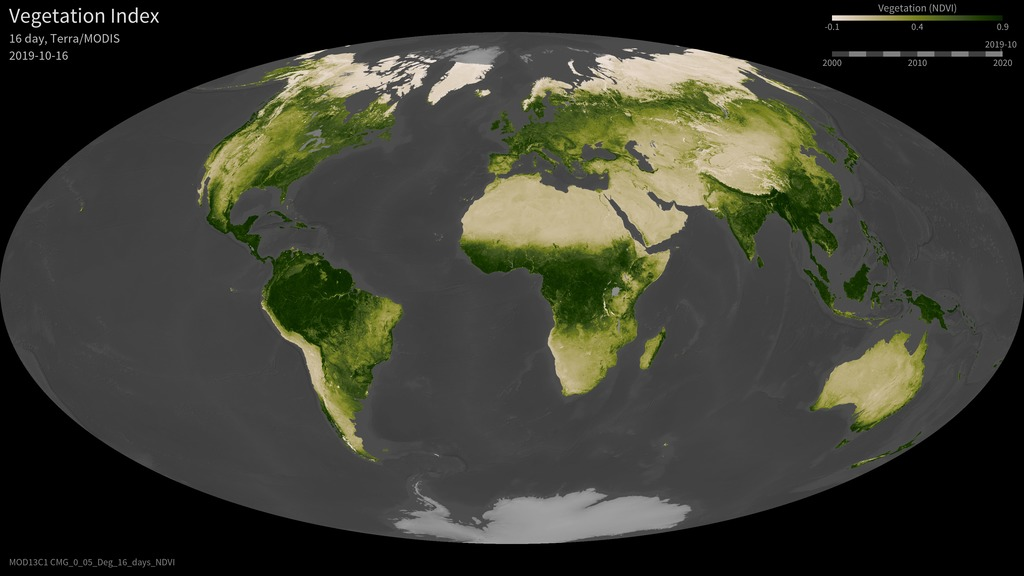 Vegetation Index
16 day, Terra/MODIS
2019-10-16
Vegetation (NDVI)
-0.1 0.4 0.9
2019-10
2000 2010 2020
MOD13C1 CMG_0_05_Deg_16_days_NDVI